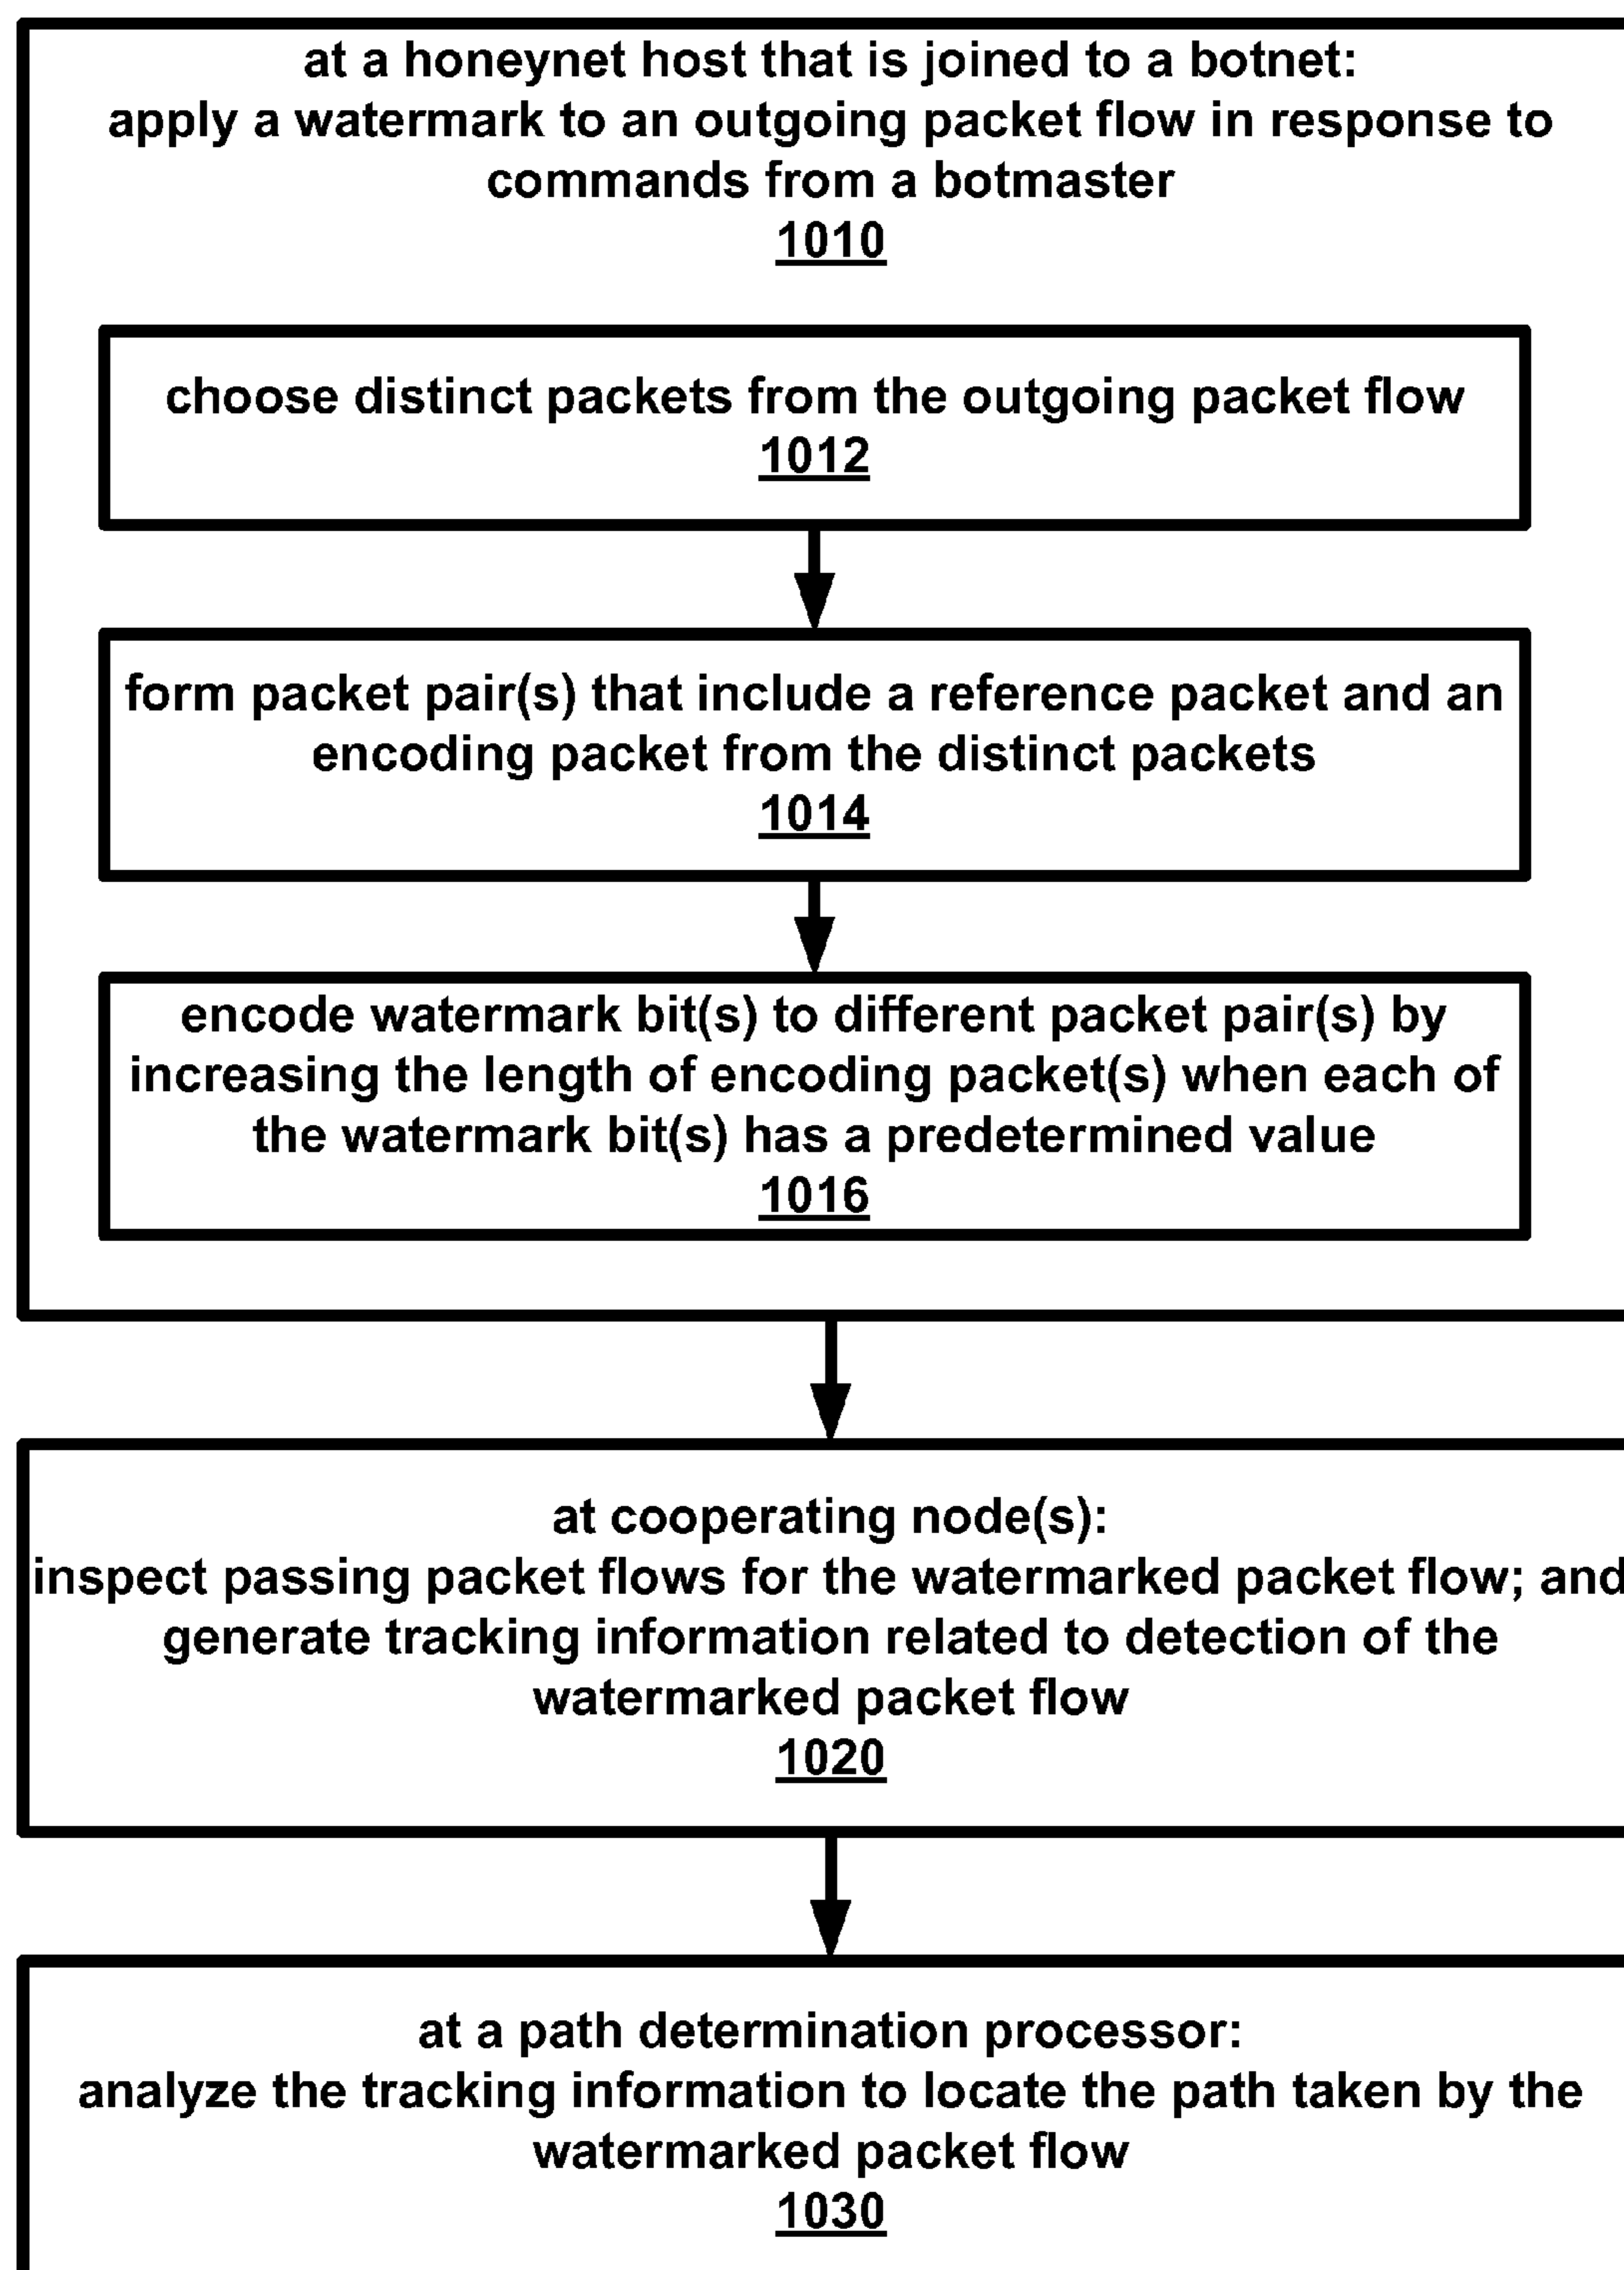 at a honeynet host that is joined to a botnet:
apply a watermark to an outgoing packet flow in response to
commands from a botmaster
1010
choose distinct packets from the outgoing packet flow
1012
form packet pair(s) that include a reference packet and an
encoding packet from the distinct packets
1014
encode watermark bit(s) to different packet pair(s) by
increasing the length of encoding packet(s) when each of
the watermark bit(s) has a predetermined value
1016
at cooperating node(s):
inspect passing packet flows for the watermarked packet flow; and
generate tracking information related to detection of the
watermarked packet flow
1020
at a path determination processor:
analyze the tracking information to locate the path taken by the
watermarked packet flow
1030